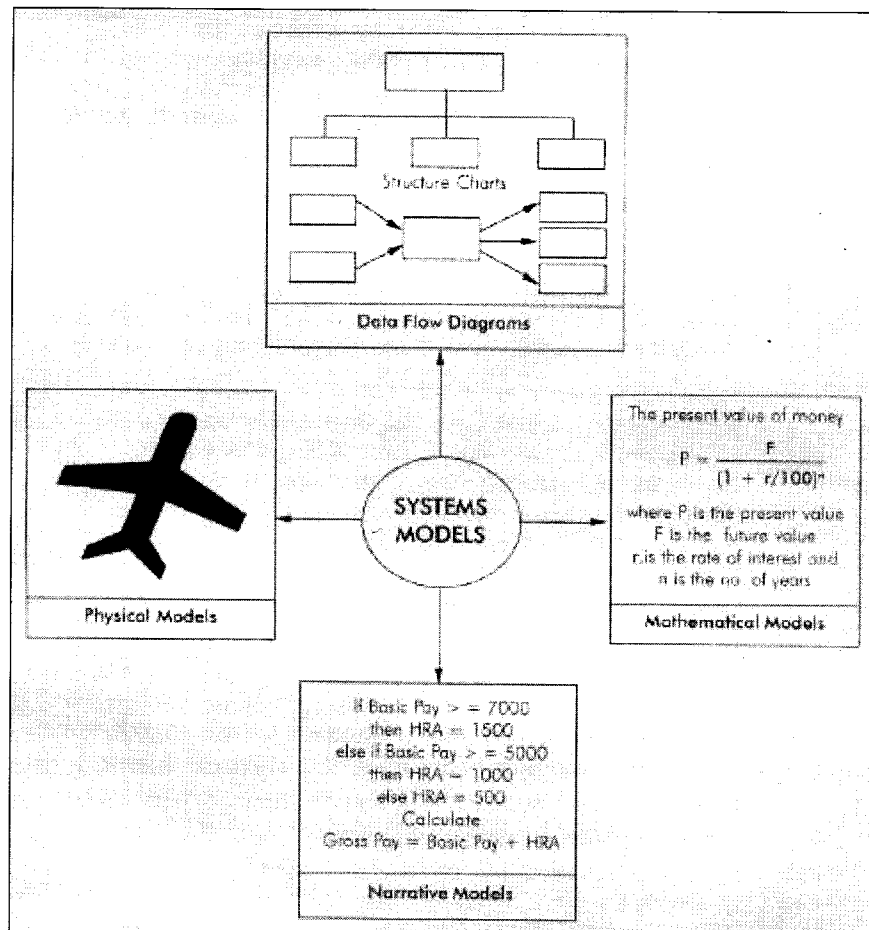 Structure Charts
Data Flow Diagrams
The present value of money
P = F
(1 + r/100)ⁿ
where P is the present value
F is the future value
r is the rate of interest and
n is the no. of years
Mathematical Models
SYSTEMS
MODELS
Physical Models
if Basic Pay > = 7000
then HRA = 1500
else if Basic Pay > = 5000
then HRA = 1000
else HRA = 500
Calculate
Gross Pay = Basic Pay + HRA
Narrative Models